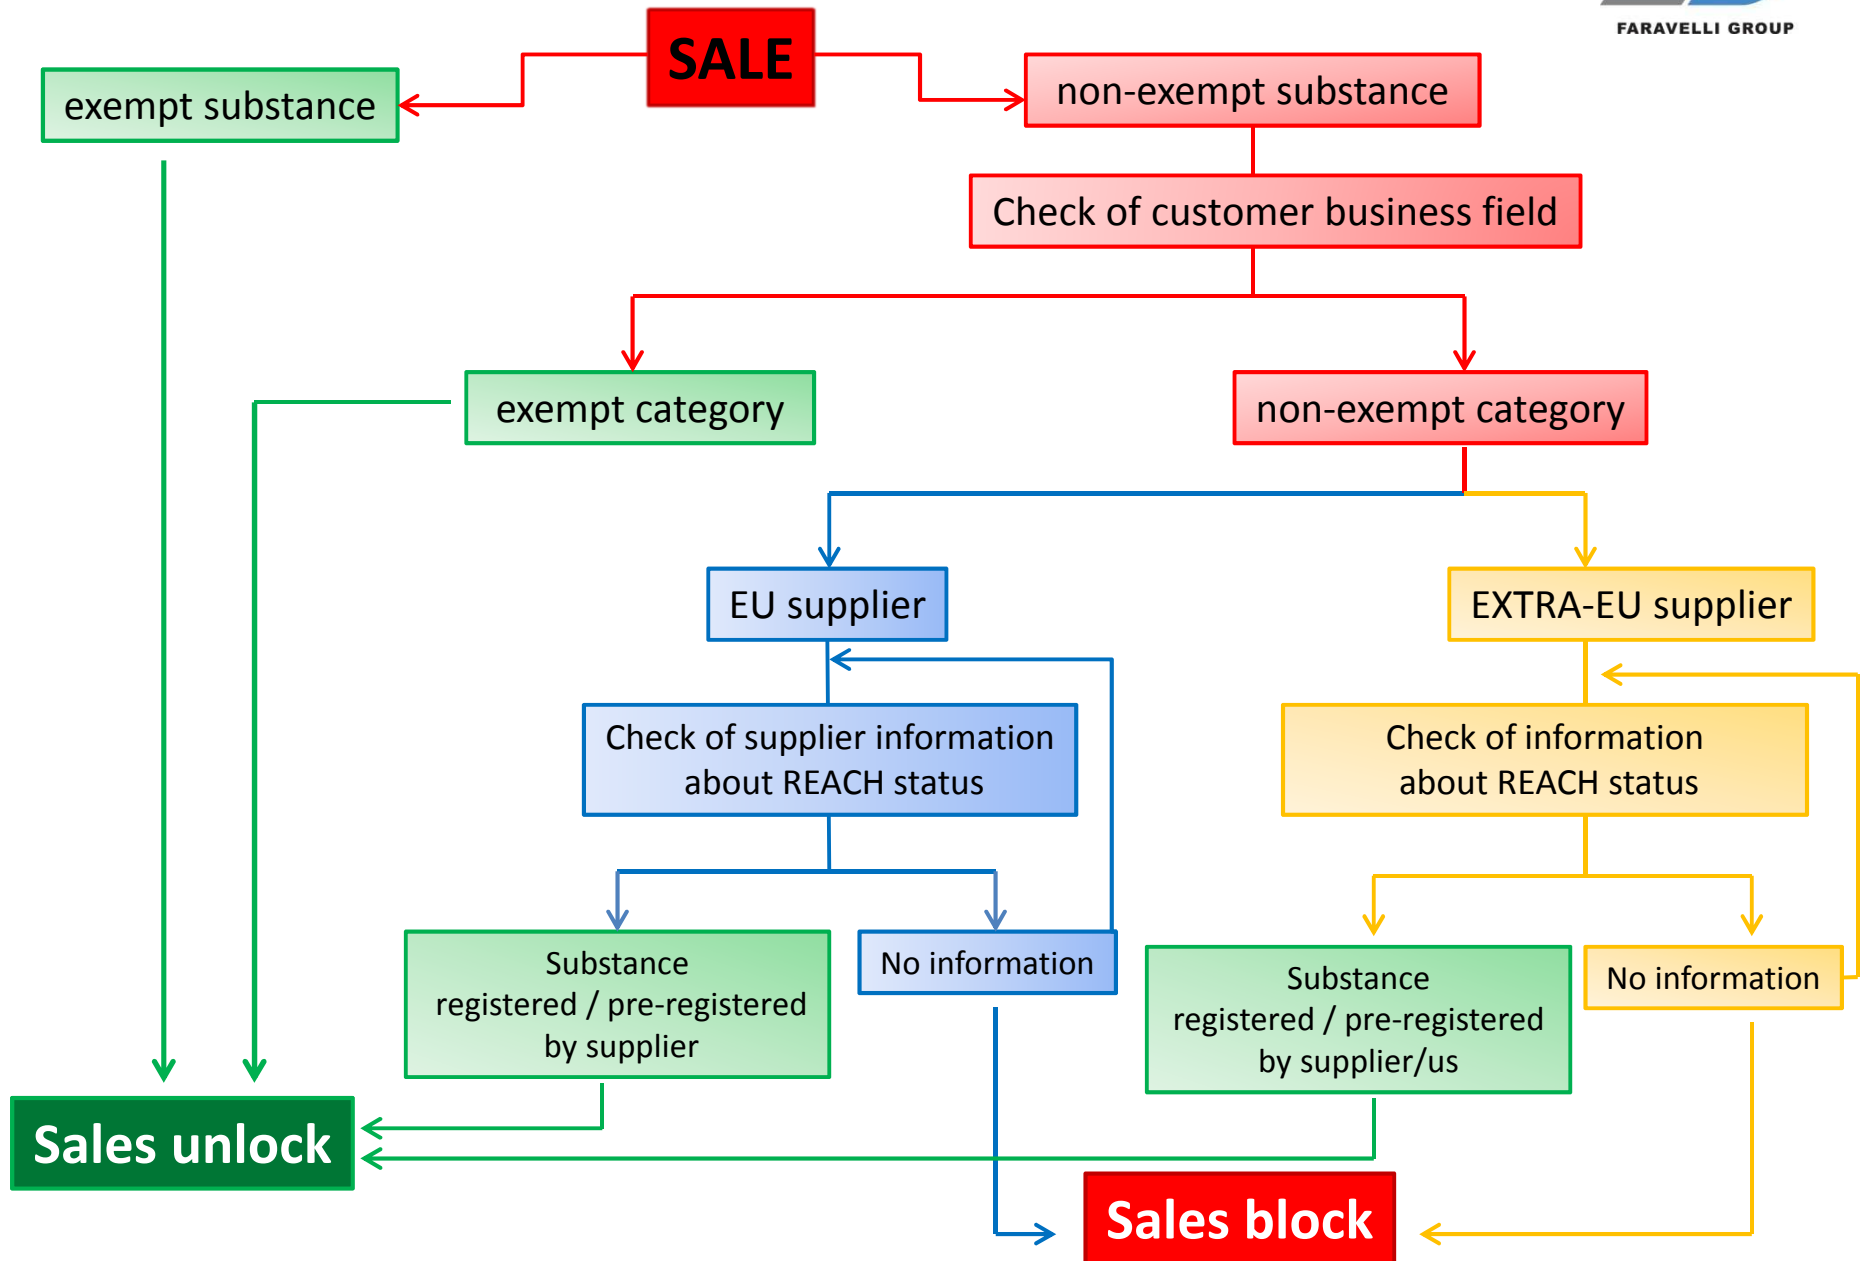 FARAVELLI GROUP
SALE
exempt substance
non-exempt substance
Check of customer business field
exempt category
non-exempt category
EU supplier
EXTRA-EU supplier
Check of supplier information
about REACH status
Check of information
about REACH status
Substance
registered / pre-registered
by supplier
No information
Substance
registered / pre-registered
by supplier/us
No information
Sales unlock
Sales block